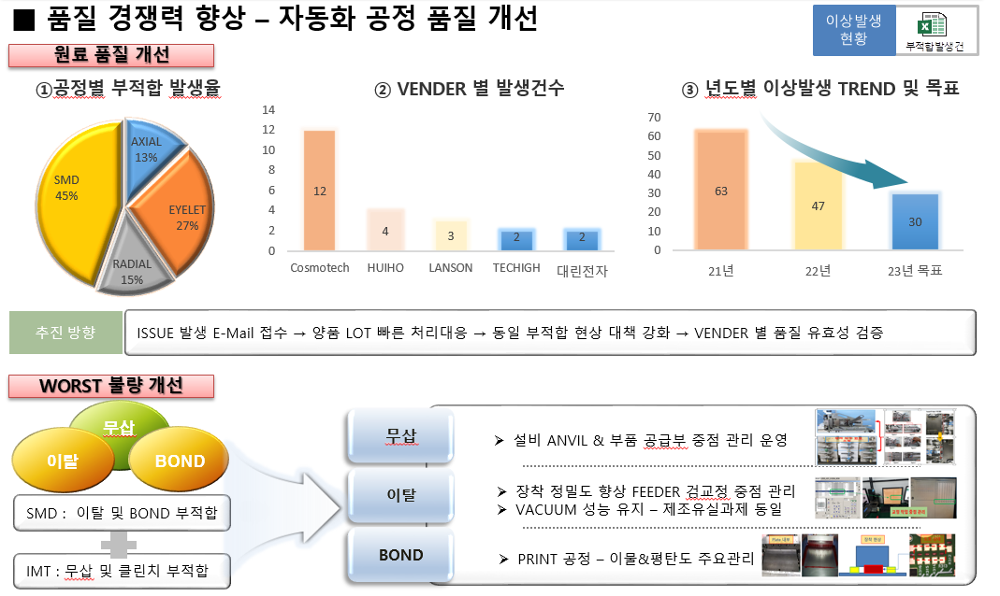 ■ 품질 경쟁력 향상 – 자동화 공정 품질 개선
이상발생
현황
부적합발생건
원료 품질 개선
①공정별 부적합 발생율
AXIAL
13%
SMD
45%
EYELET
27%
RADIAL
15%
② VENDER 별 발생건수
14
12
10
8
6
4
2
0
12
4
3
2
2
Cosmotech
HUIHO
LANSON
TECHIGH
대린전자
③ 년도별 이상발생 TREND 및 목표
70
60
50
40
30
20
10
0
63
47
30
21년
22년
23년 목표
추진 방향
ISSUE 발생 E-Mail 접수 → 양품 LOT 빠른 처리대응 → 동일 부적합 현상 대책 강화 → VENDER 별 품질 유효성 검증
WORST 불량 개선
무삽
이탈
BOND
SMD : 이탈 및 BOND 부적합
IMT : 무삽 및 클린치 부적합
무삽
➢ 설비 ANVIL & 부품 공급부 중점 관리 운영
이탈
➢ 장착 정밀도 향상 FEEDER 검교정 중점 관리
➢ VACUUM 성능 유지 – 제조유실과제 동일
BOND
➢ PRINT 공정 – 이물&평탄도 주요관리